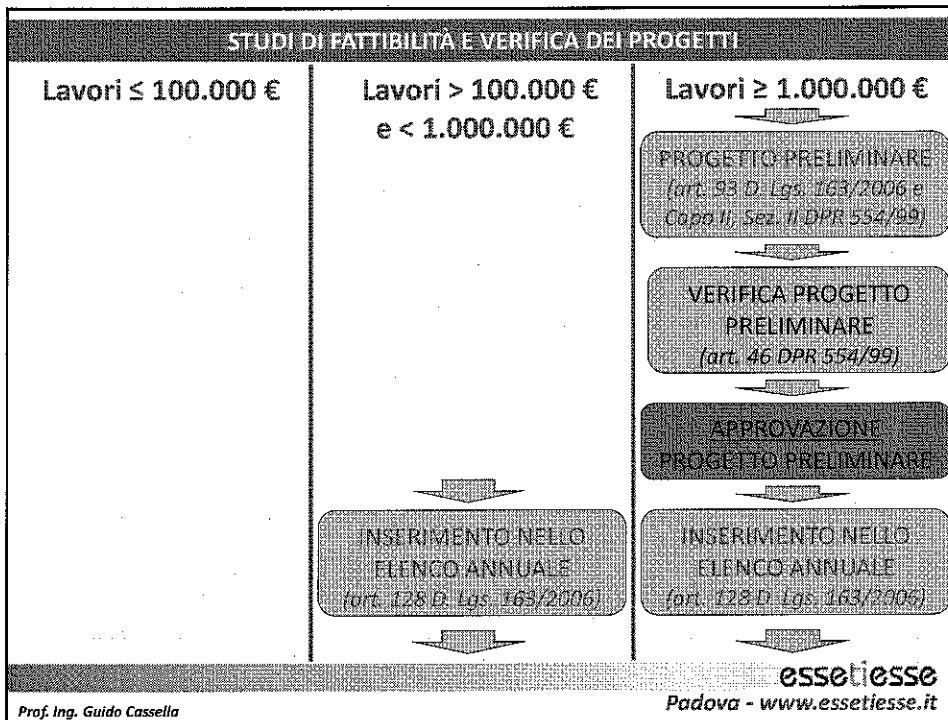 STUDI DI FATTIBILITÀ E VERIFICA DEI PROGETTI
Lavori ≤ 100.000 €
Lavori > 100.000 €
e < 1.000.000 €
INSERIMENTO NELLO
ELENCO ANNUALE
(art. 128 D. Lgs. 163/2006)
Lavori ≥ 1.000.000 €
PROGETTO PRELIMINARE
(art. 93 D. Lgs. 163/2006 e
Capo II, Sez. II DPR 554/99)
VERIFICA PROGETTO
PRELIMINARE
(art. 46 DPR 554/99)
APPROVAZIONE
PROGETTO PRELIMINARE
INSERIMENTO NELLO
ELENCO ANNUALE
(art. 128 D. Lgs. 163/2006)
essetiesse
Prof. Ing. Guido Cassella
Padova - www.essetiesse.it